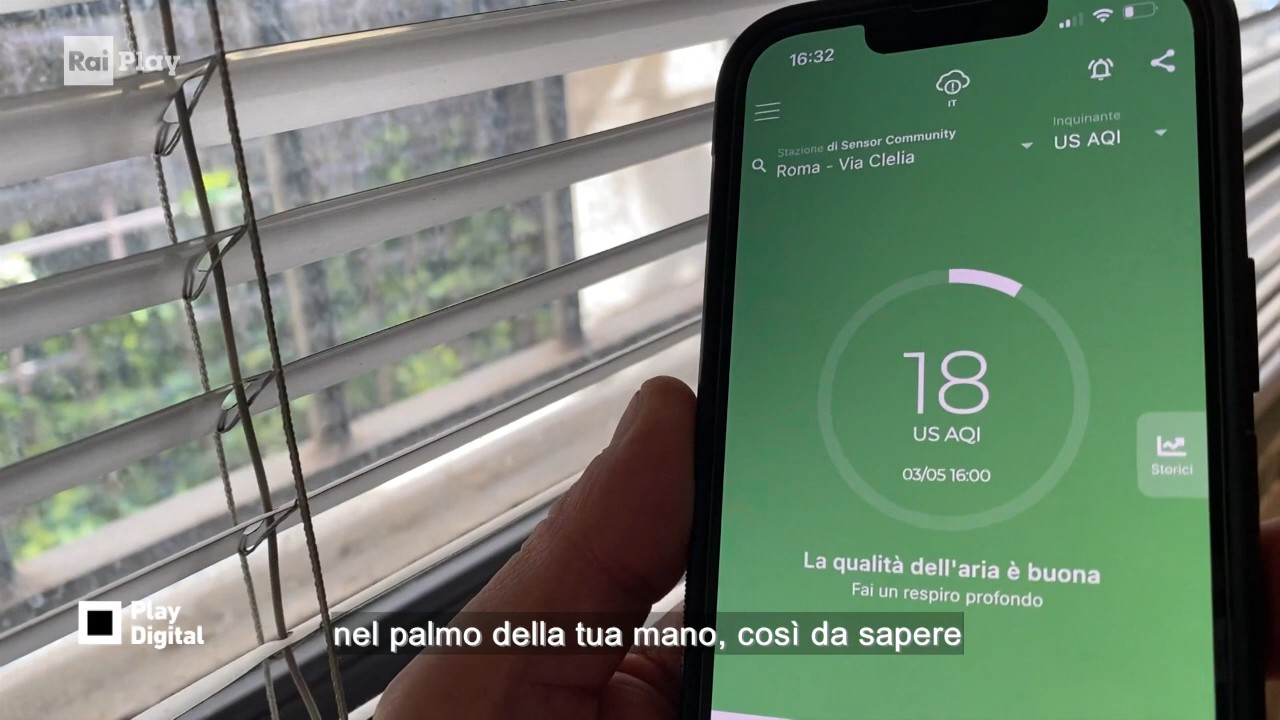 Rai Play
16:32
IT
Stazione di Sensor Community
Roma - Via Clelia
Inquinante
US AQI
18
US AQI
03/05 16:00
Storici
La qualità dell'aria è buona
Fai un respiro profondo
nel palmo della tua mano, così da sapere
Play
Digital